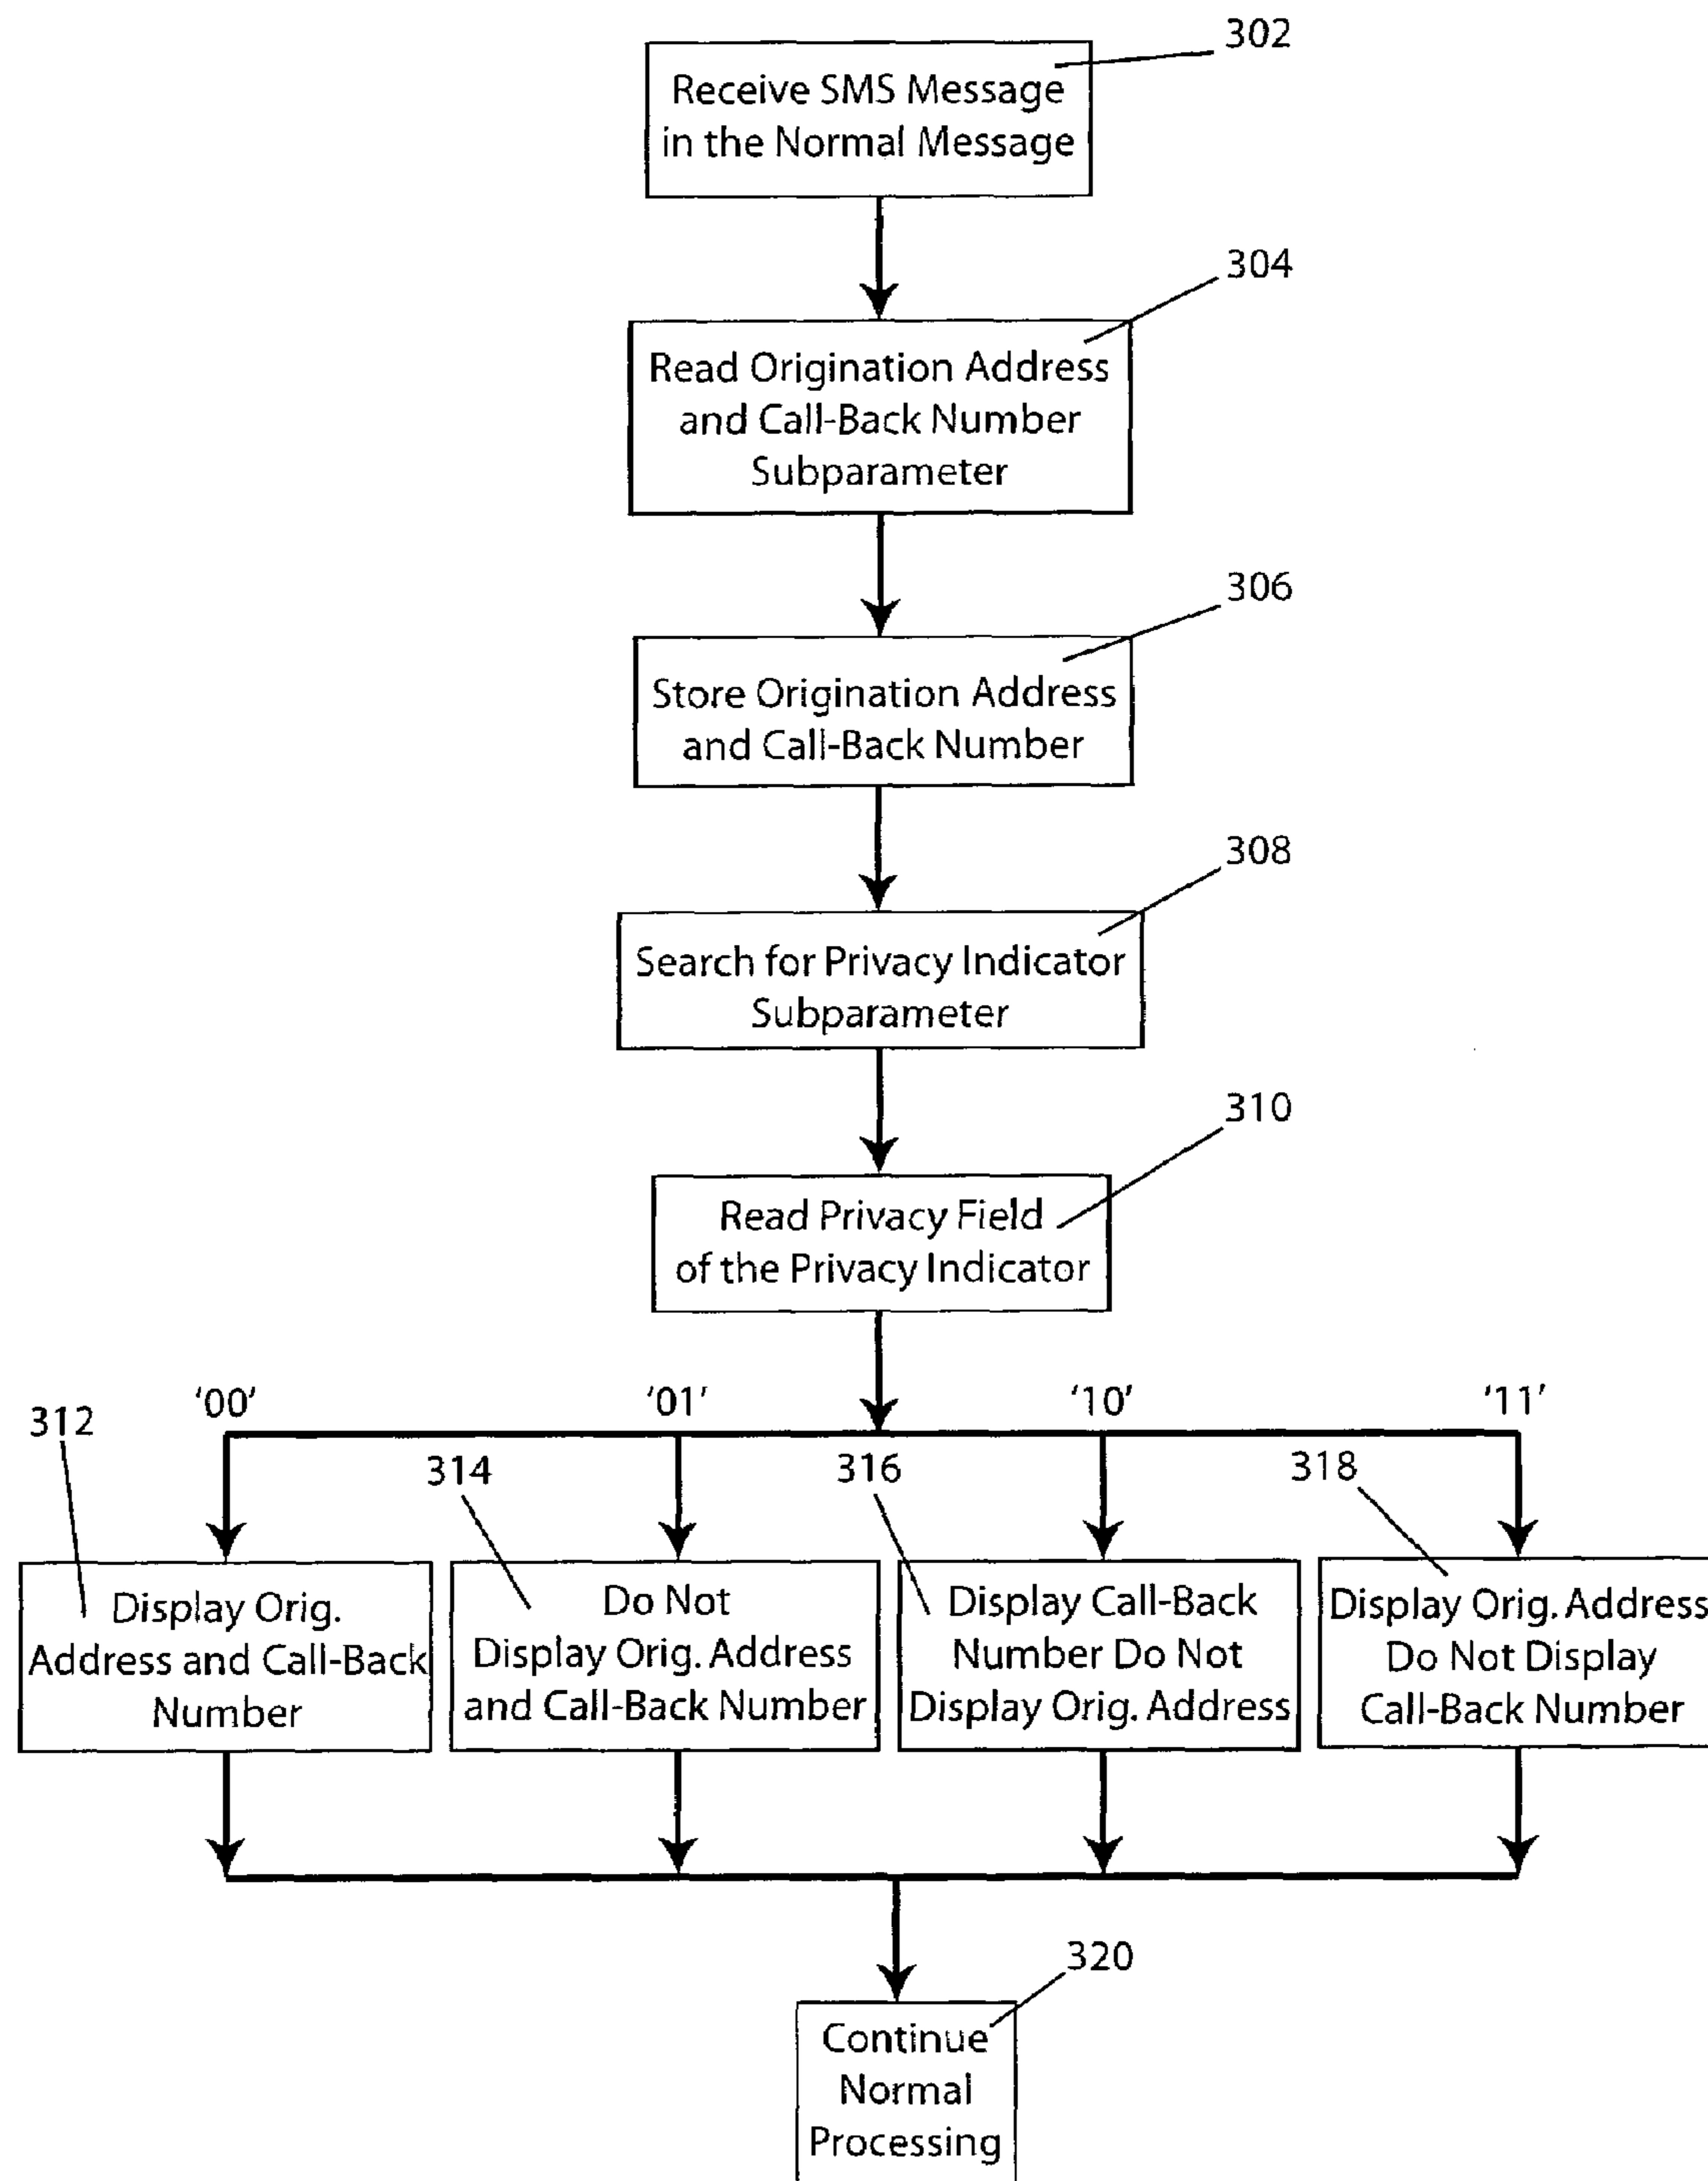 302
Receive SMS Message
in the Normal Message
304
Read Origination Address
and Call-Back Number
Subparameter
306
Store Origination Address
and Call-Back Number
308
Search for Privacy Indicator
Subparameter
310
Read Privacy Field
of the Privacy Indicator
'00'
'01'
'10'
'11'
312
314
316
318
Display Orig.
Address and Call-Back
Number
Do Not
Display Orig. Address
and Call-Back Number
Display Call-Back
Number Do Not
Display Orig. Address
Display Orig. Address
Do Not Display
Call-Back Number
320
Continue
Normal
Processing